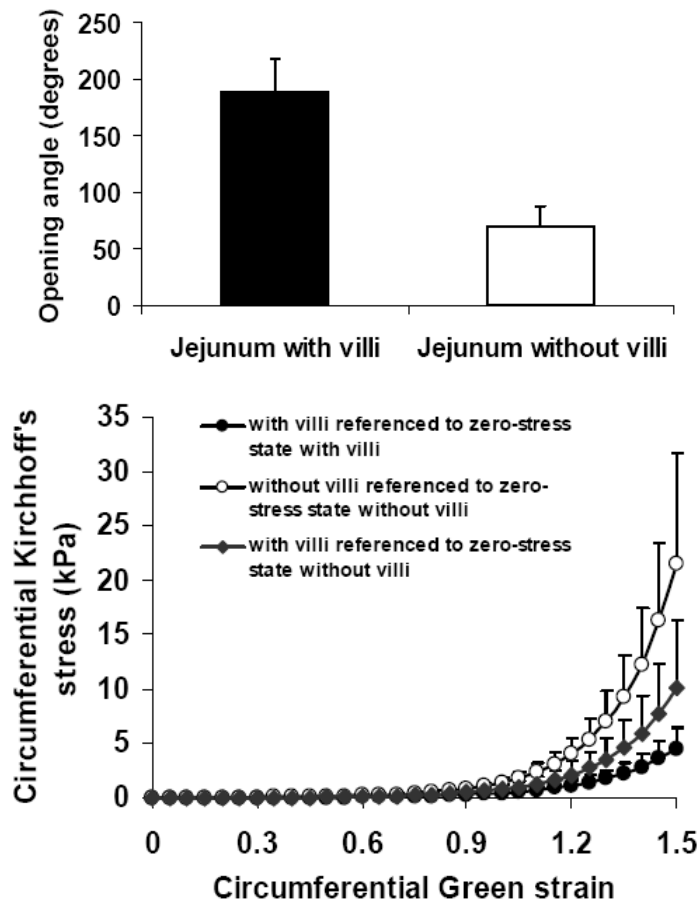 Opening angle (degrees)
250
200
150
100
50
0
Jejunum with villi
Jejunum without villi
Circumferential Kirchhoff's
stress (kPa)
35
30
25
20
15
10
5
0
with villi referenced to zero-stress
state with villi
without villi referenced to zero-
stress state without villi
with villi referenced to zero-stress
state without villi
0
0.3
0.6
0.9
1.2
1.5
Circumferential Green strain